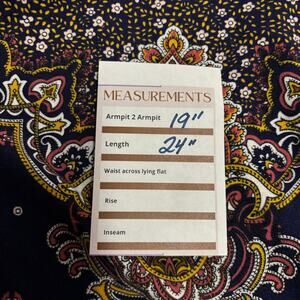 MEASUREMENTS
Armpit 2 Armpit 19"
Length 24"
Waist across lying flat
Rise
Inseam